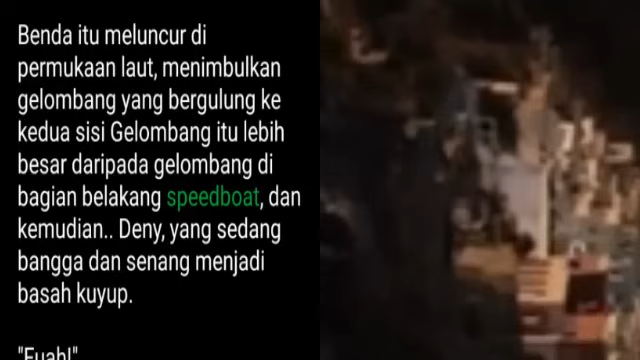 Benda itu meluncur di
permukaan laut, menimbulkan
gelombang yang bergulung ke
kedua sisi Gelombang itu lebih
besar daripada gelombang di
bagian belakang speedboat, dan
kemudian.. Deny, yang sedang
bangga dan senang menjadi
basah kuyup.
"Fuah!"